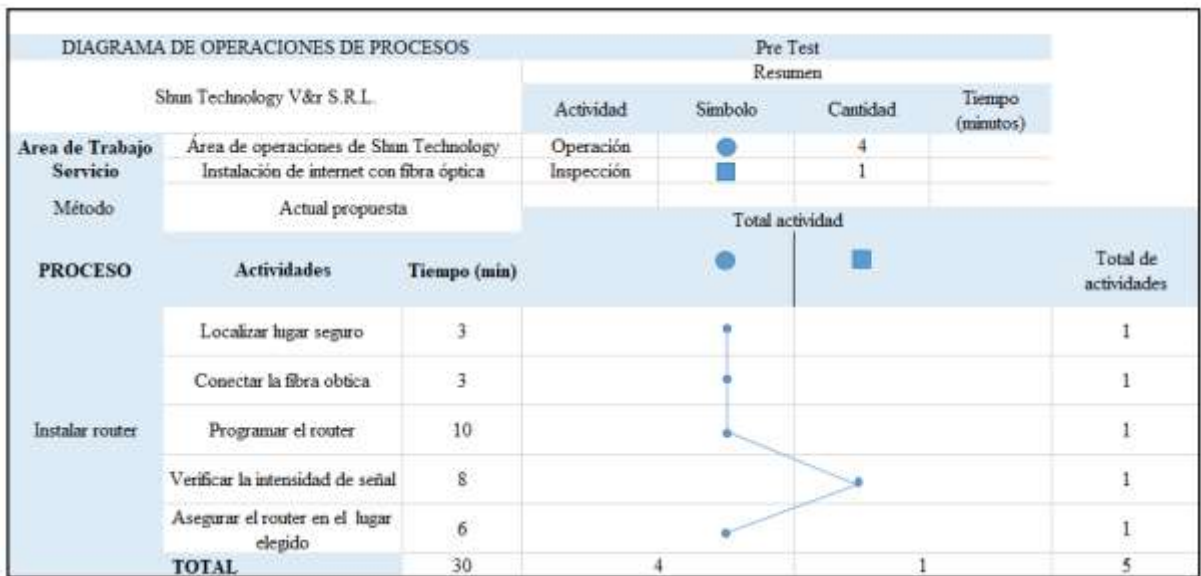 DIAGRAMA DE OPERACIONES DE PROCESOS Pre Test
Resumen
Shun Technology V&r S.R.L.
Actividad Simbolo Cantidad Tiempo
(minutos)
Area de Trabajo Área de operaciones de Shun Technology Operación 4
Servicio Instalación de internet con fibra óptica Inspección 1
Método Actual propuesta
Total actividad
PROCESO Actividades Tiempo (min) Total de
actividades
Localizar lugar seguro 3 1
Conectar la fibra obtica 3 1
Instalar router Programar el router 10 1
Verificar la intensidad de señal 8 1
Asegurar el router en el lugar
elegido 6 1
TOTAL 30 4 1 5